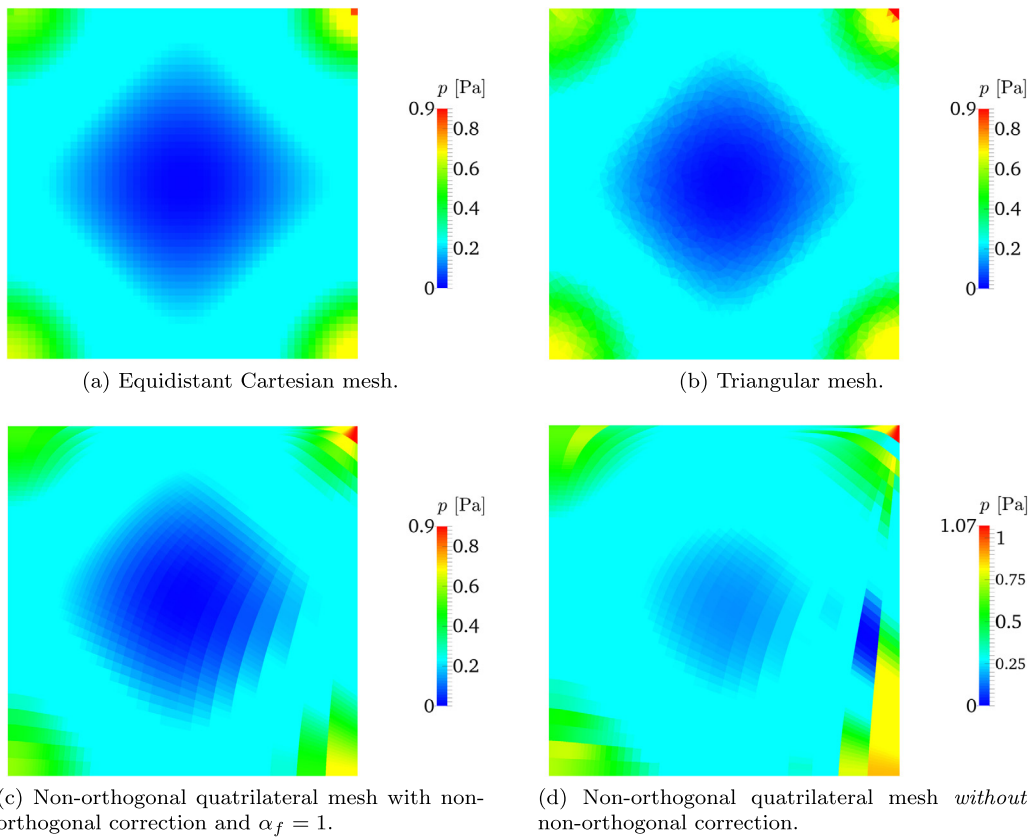 p [Pa]
0.9
0.8
0.6
0.4
0.2
0
p [Pa]
0.9
0.8
0.6
0.4
0.2
0
(a) Equidistant Cartesian mesh.
(b) Triangular mesh.
p [Pa]
0.9
0.8
0.6
0.4
0.2
0
p [Pa]
1.07
1
0.75
0.5
0.25
0
(c) Non-orthogonal quatrilateral mesh with non-
orthogonal correction and α_f = 1.
(d) Non-orthogonal quatrilateral mesh without
non-orthogonal correction.